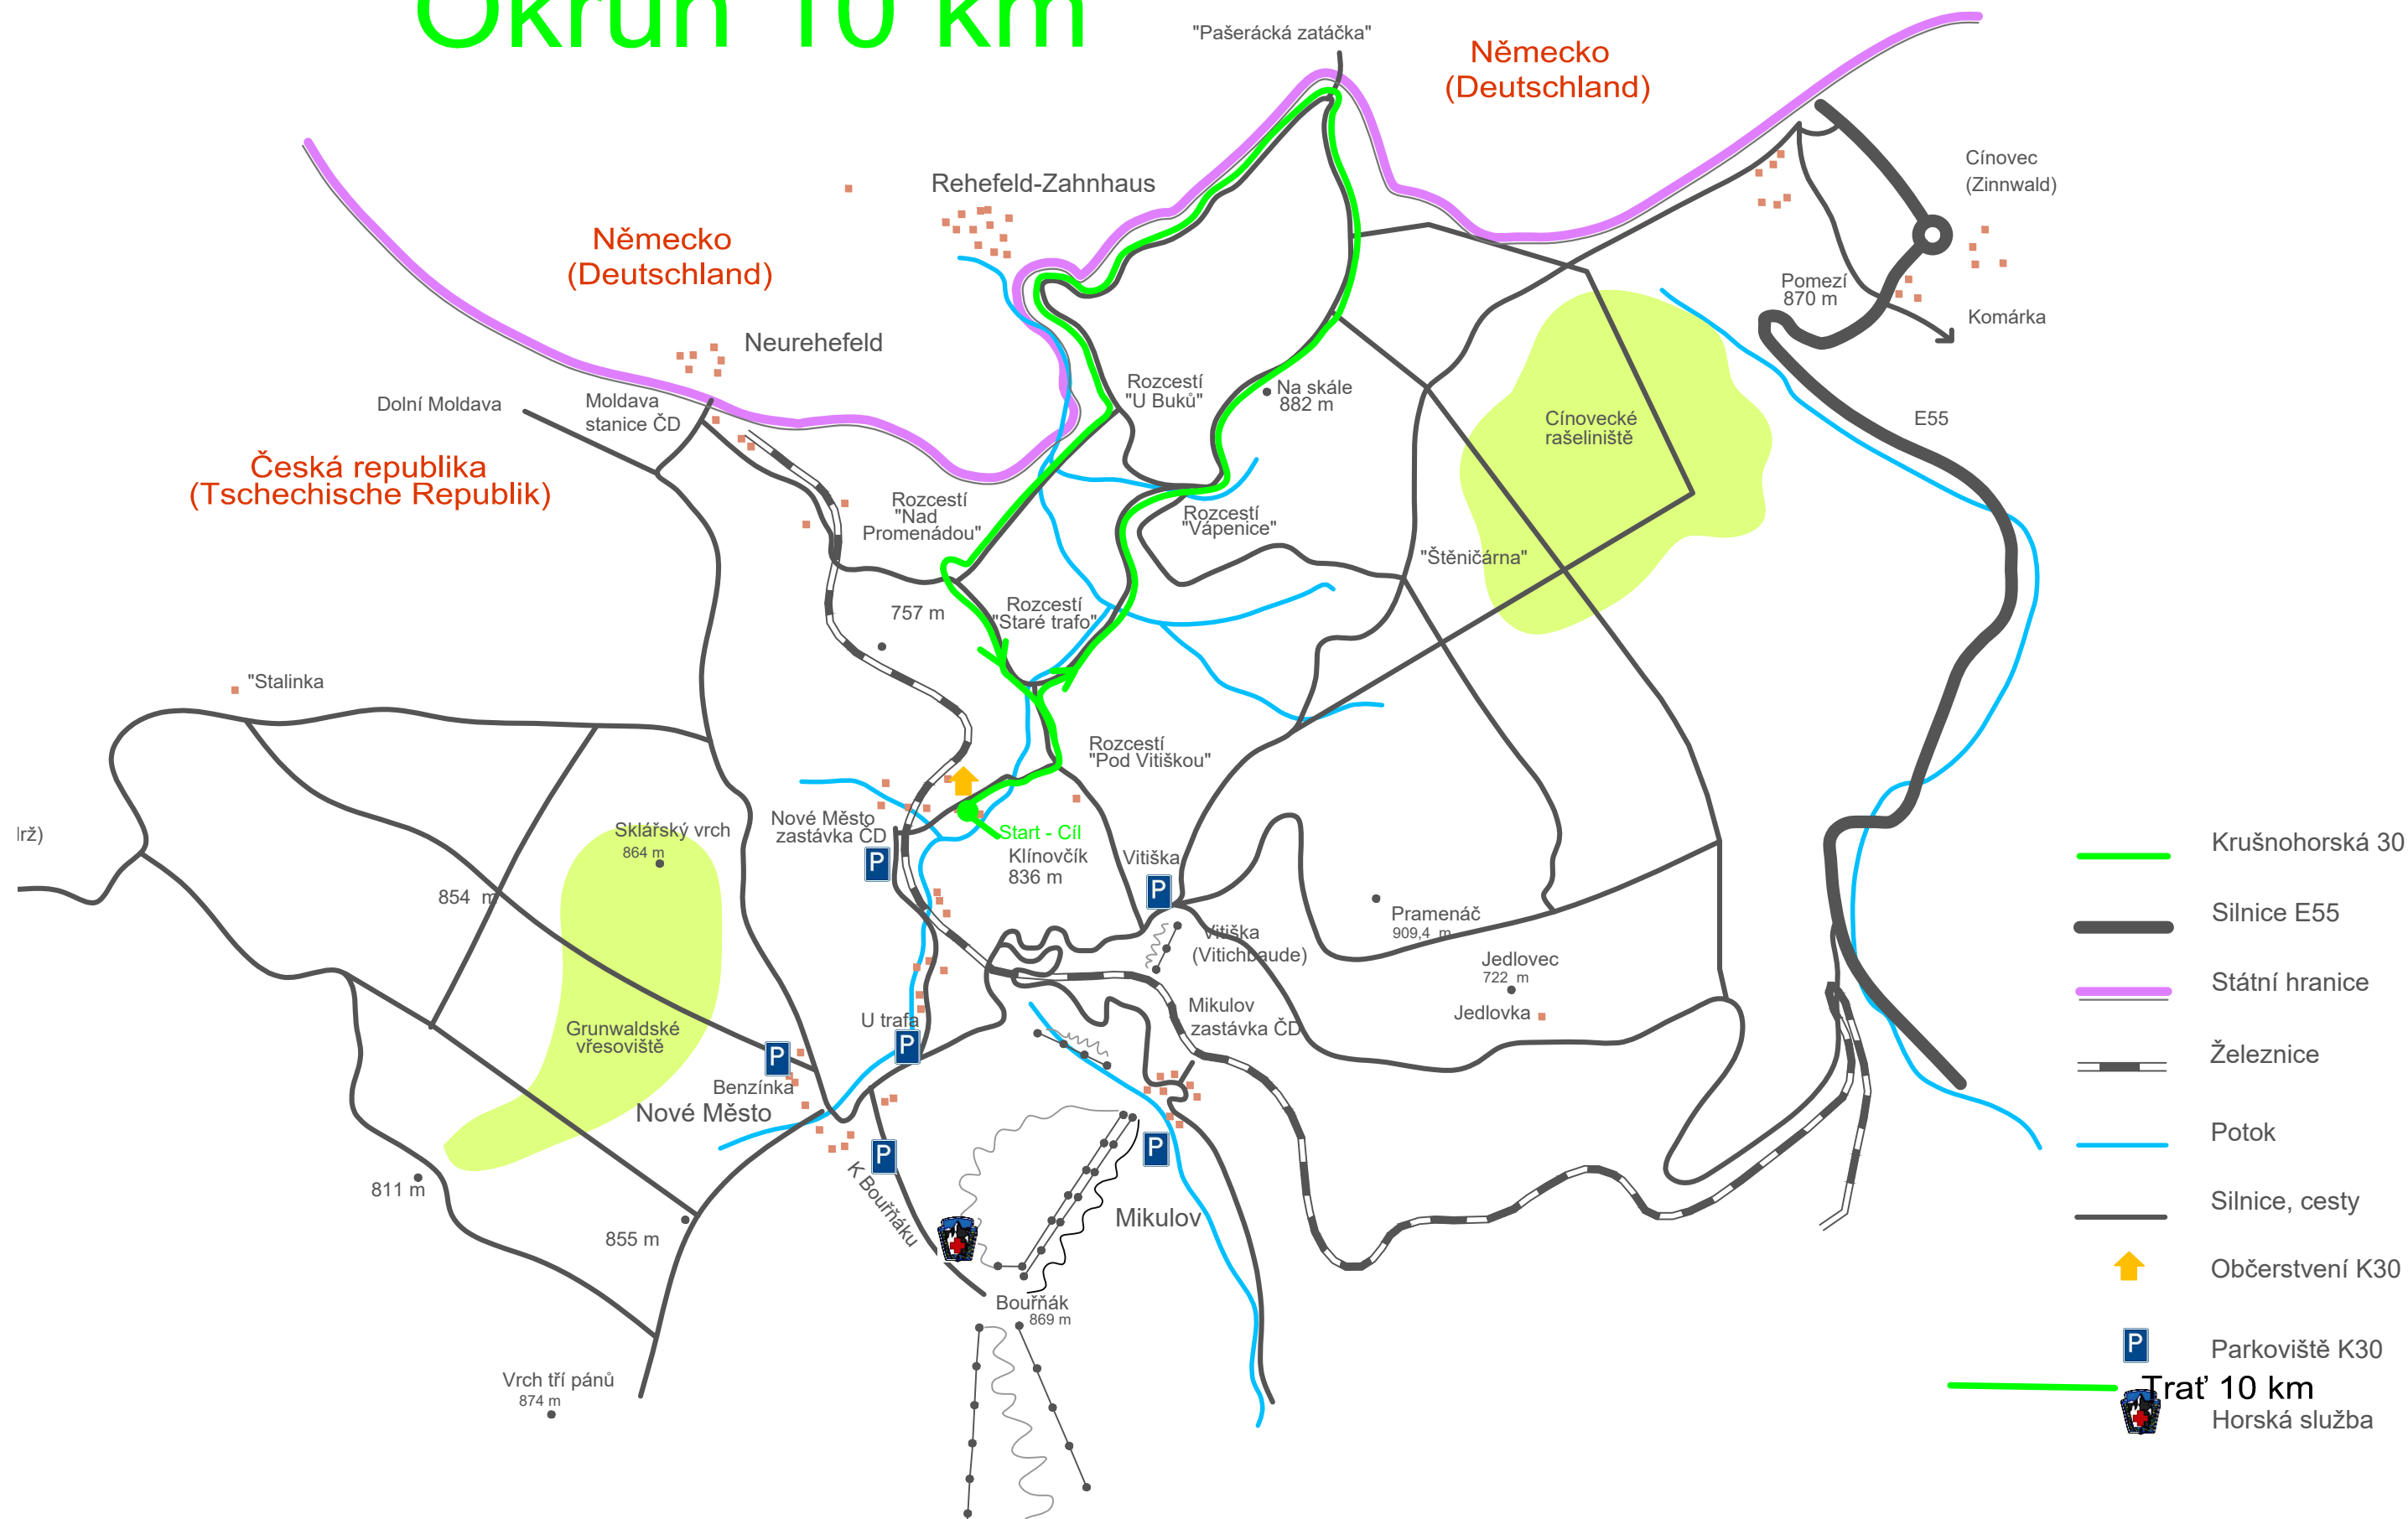 Okruh 10 km
"Pašerácká zatáčka"
Německo
(Deutschland)
Cínovec
(Zinnwald)
Rehefeld-Zahnhaus
Německo
(Deutschland)
Pomezí
870 m
Komárka
Neurehefeld
Dolní Moldava
Moldava
stanice ČD
Rozcestí
"U Buků"
Na skále
882 m
Cínovecké
rašeliniště
E55
Česká republika
(Tschechische Republik)
Rozcestí
"Nad
Promenádou"
Rozcestí
"Vápenice"
"Štěničárna"
757 m
Rozcestí
"Staré trafo"
"Stalinka
Rozcestí
"Pod Vitiškou"
lrž)
Sklářský vrch
864 m
Nové Město
zastávka ČD
P
Start - Cíl
Klínovčík
836 m
Vitiška
P
854 m
Pramenáč
909,4 m
Vitiška
(Vitichbaude)
Jedlovec
722 m
Jedlovka
Mikulov
zastávka ČD
U trafa
P
Grunwaldské
vřesoviště
P
Benzínka
Nové Město
P
K Bouřňáku
P
Mikulov
811 m
855 m
Bouřňák
869 m
Vrch tří pánů
874 m
Krušnohorská 30
Silnice E55
Státní hranice
Železnice
Potok
Silnice, cesty
Občerstvení K30
P
Parkoviště K30
Trať 10 km
Horská služba